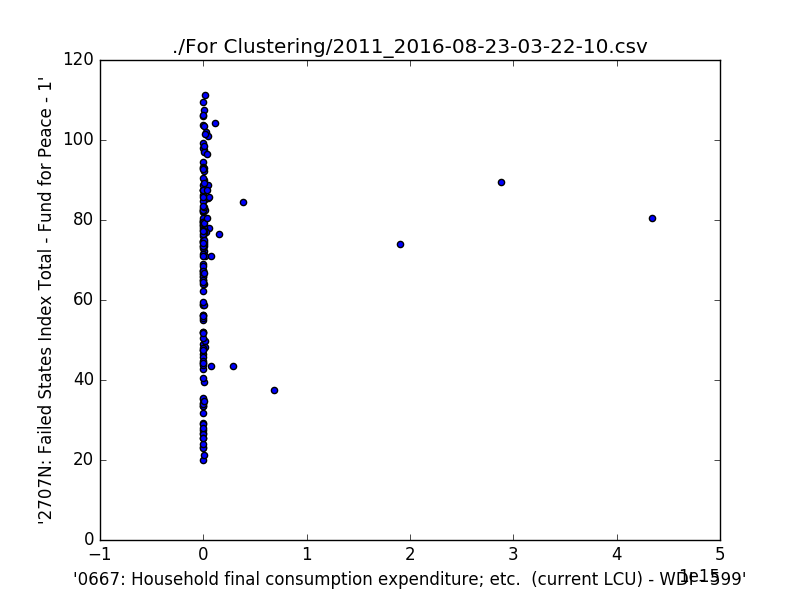 ./For Clustering/2011_2016-08-23-03-22-10.csv
'2707N: Failed States Index Total - Fund for Peace - 1'
120
100
80
60
40
20
0
−1 0 1 2 3 4 5
1e15
'0667: Household final consumption expenditure; etc.  (current LCU) - WDI - 599'